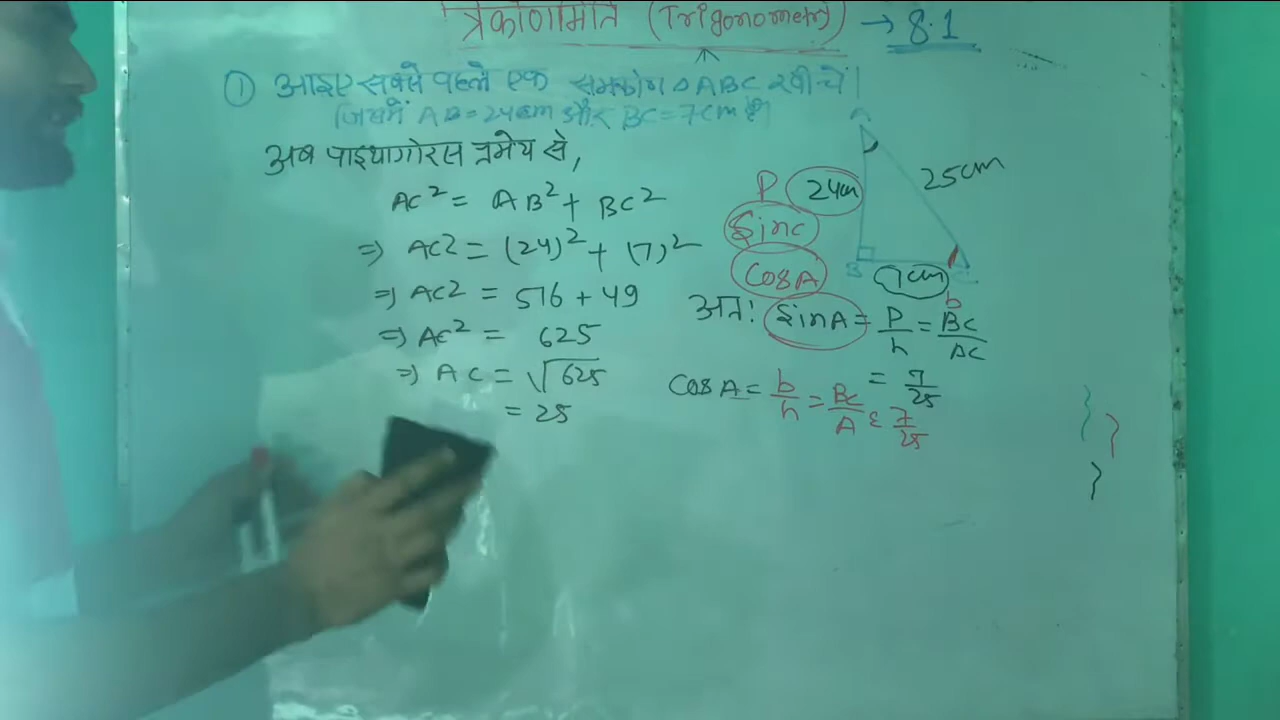 त्रिकोणमिति (Trigonometry) → 8.1
① आइए सबसे पहले एक समकोण △ABC खींचें।
जिसमें AB = 24cm और BC = 7cm है
अब पाइथागोरस प्रमेय से,
AC² = AB² + BC²
⇒ AC2 = (24)² + (7)²
⇒ AC2 = 576 + 49
⇒ AC² = 625
⇒ AC = √625
= 25
A
P 24cm 25cm
sinc
cosA
B 7cm C
b
अतः sinA = P/h = BC/AC
= 7/25
cosA = b/h = BC/A = 7/25